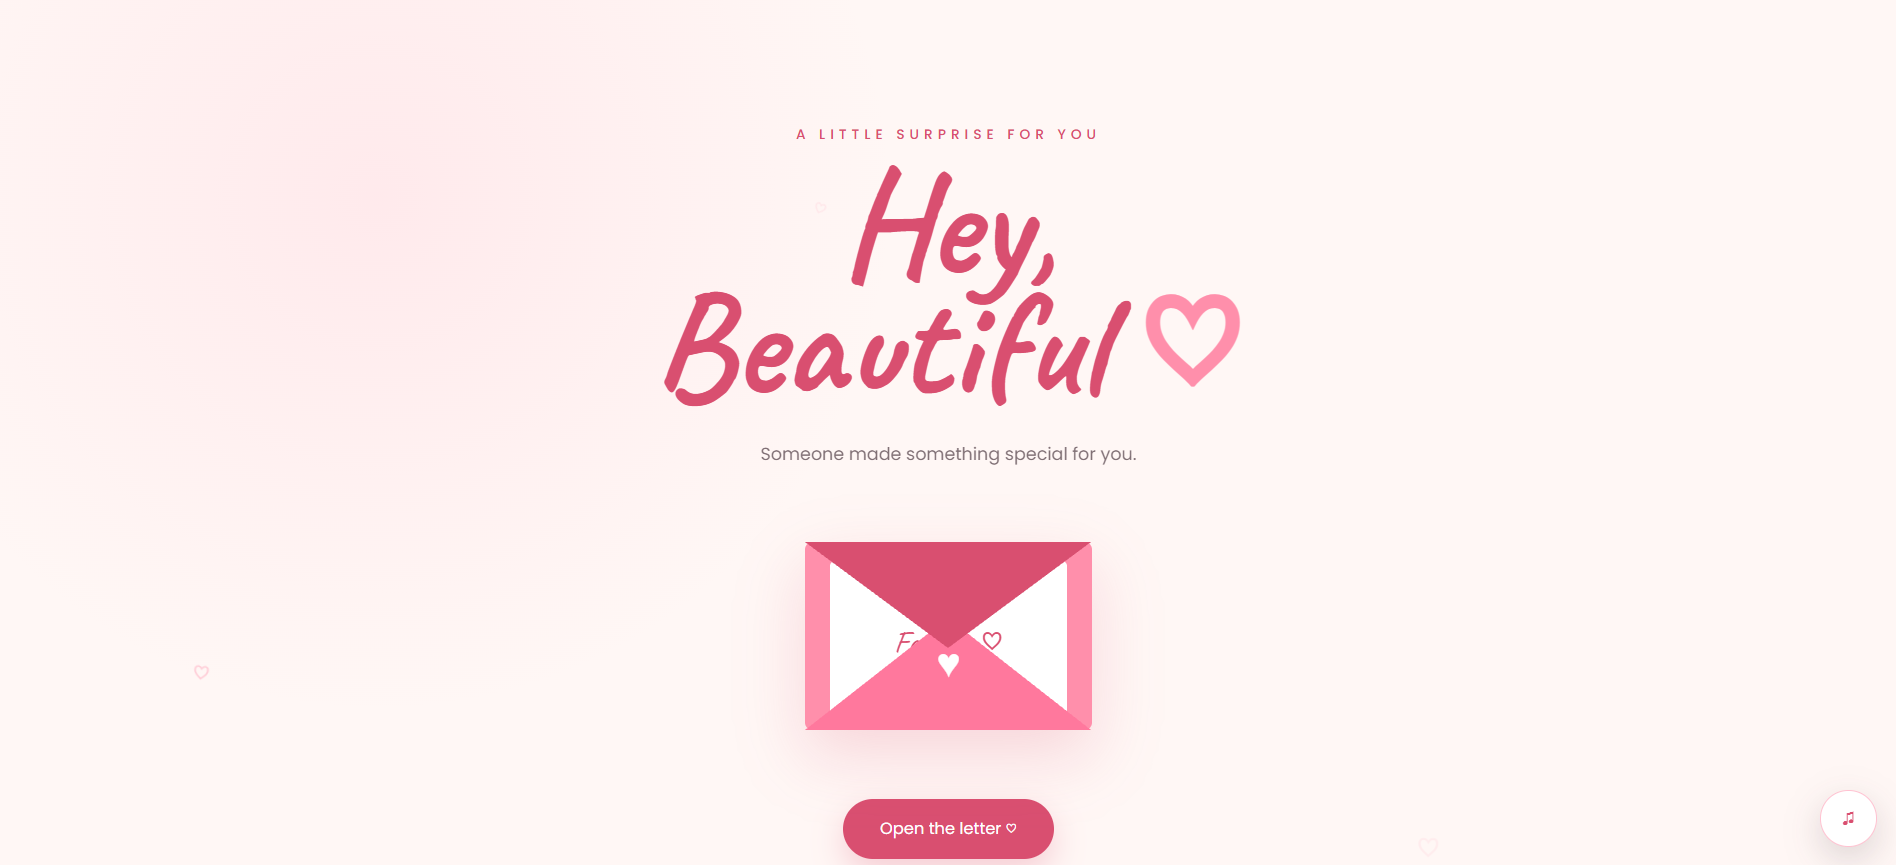 A LITTLE SURPRISE FOR YOU
Hey,
Beautiful ♡
Someone made something special for you.
♡
Open the letter ♡